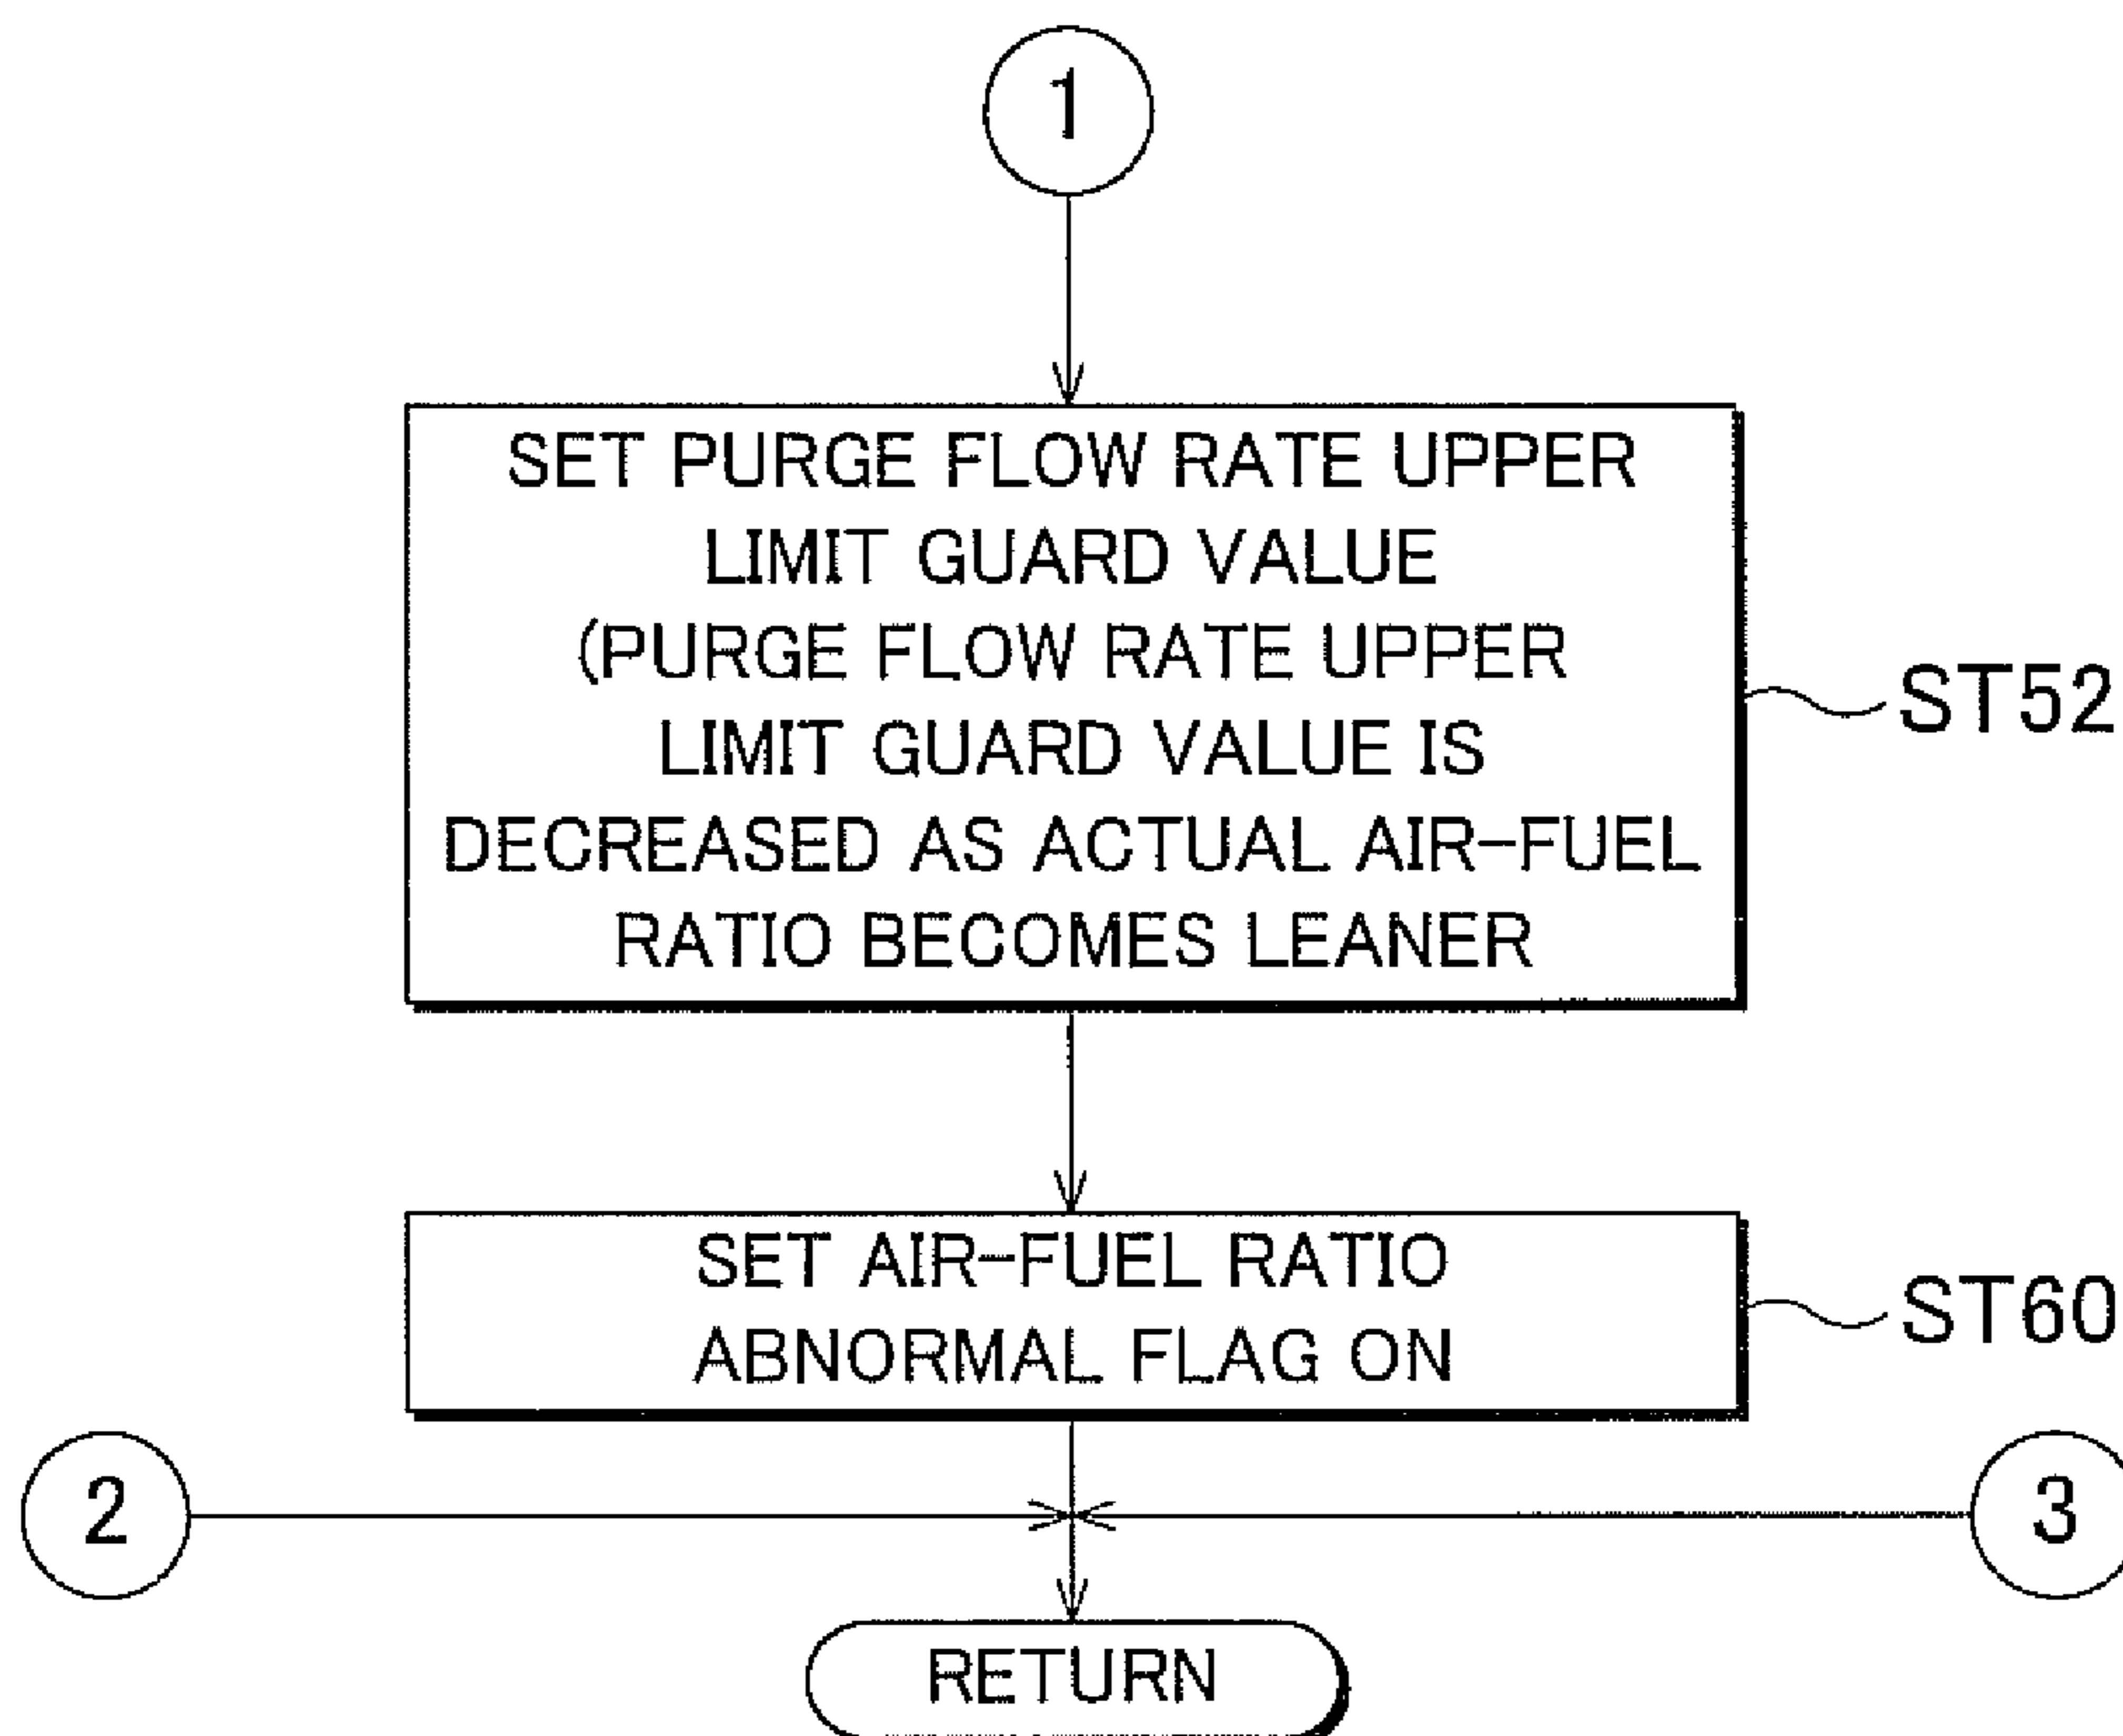 1
SET PURGE FLOW RATE UPPER
LIMIT GUARD VALUE
(PURGE FLOW RATE UPPER
LIMIT GUARD VALUE IS
DECREASED AS ACTUAL AIR-FUEL
RATIO BECOMES LEANER
ST52
SET AIR-FUEL RATIO
ABNORMAL FLAG ON
ST60
2
3
RETURN